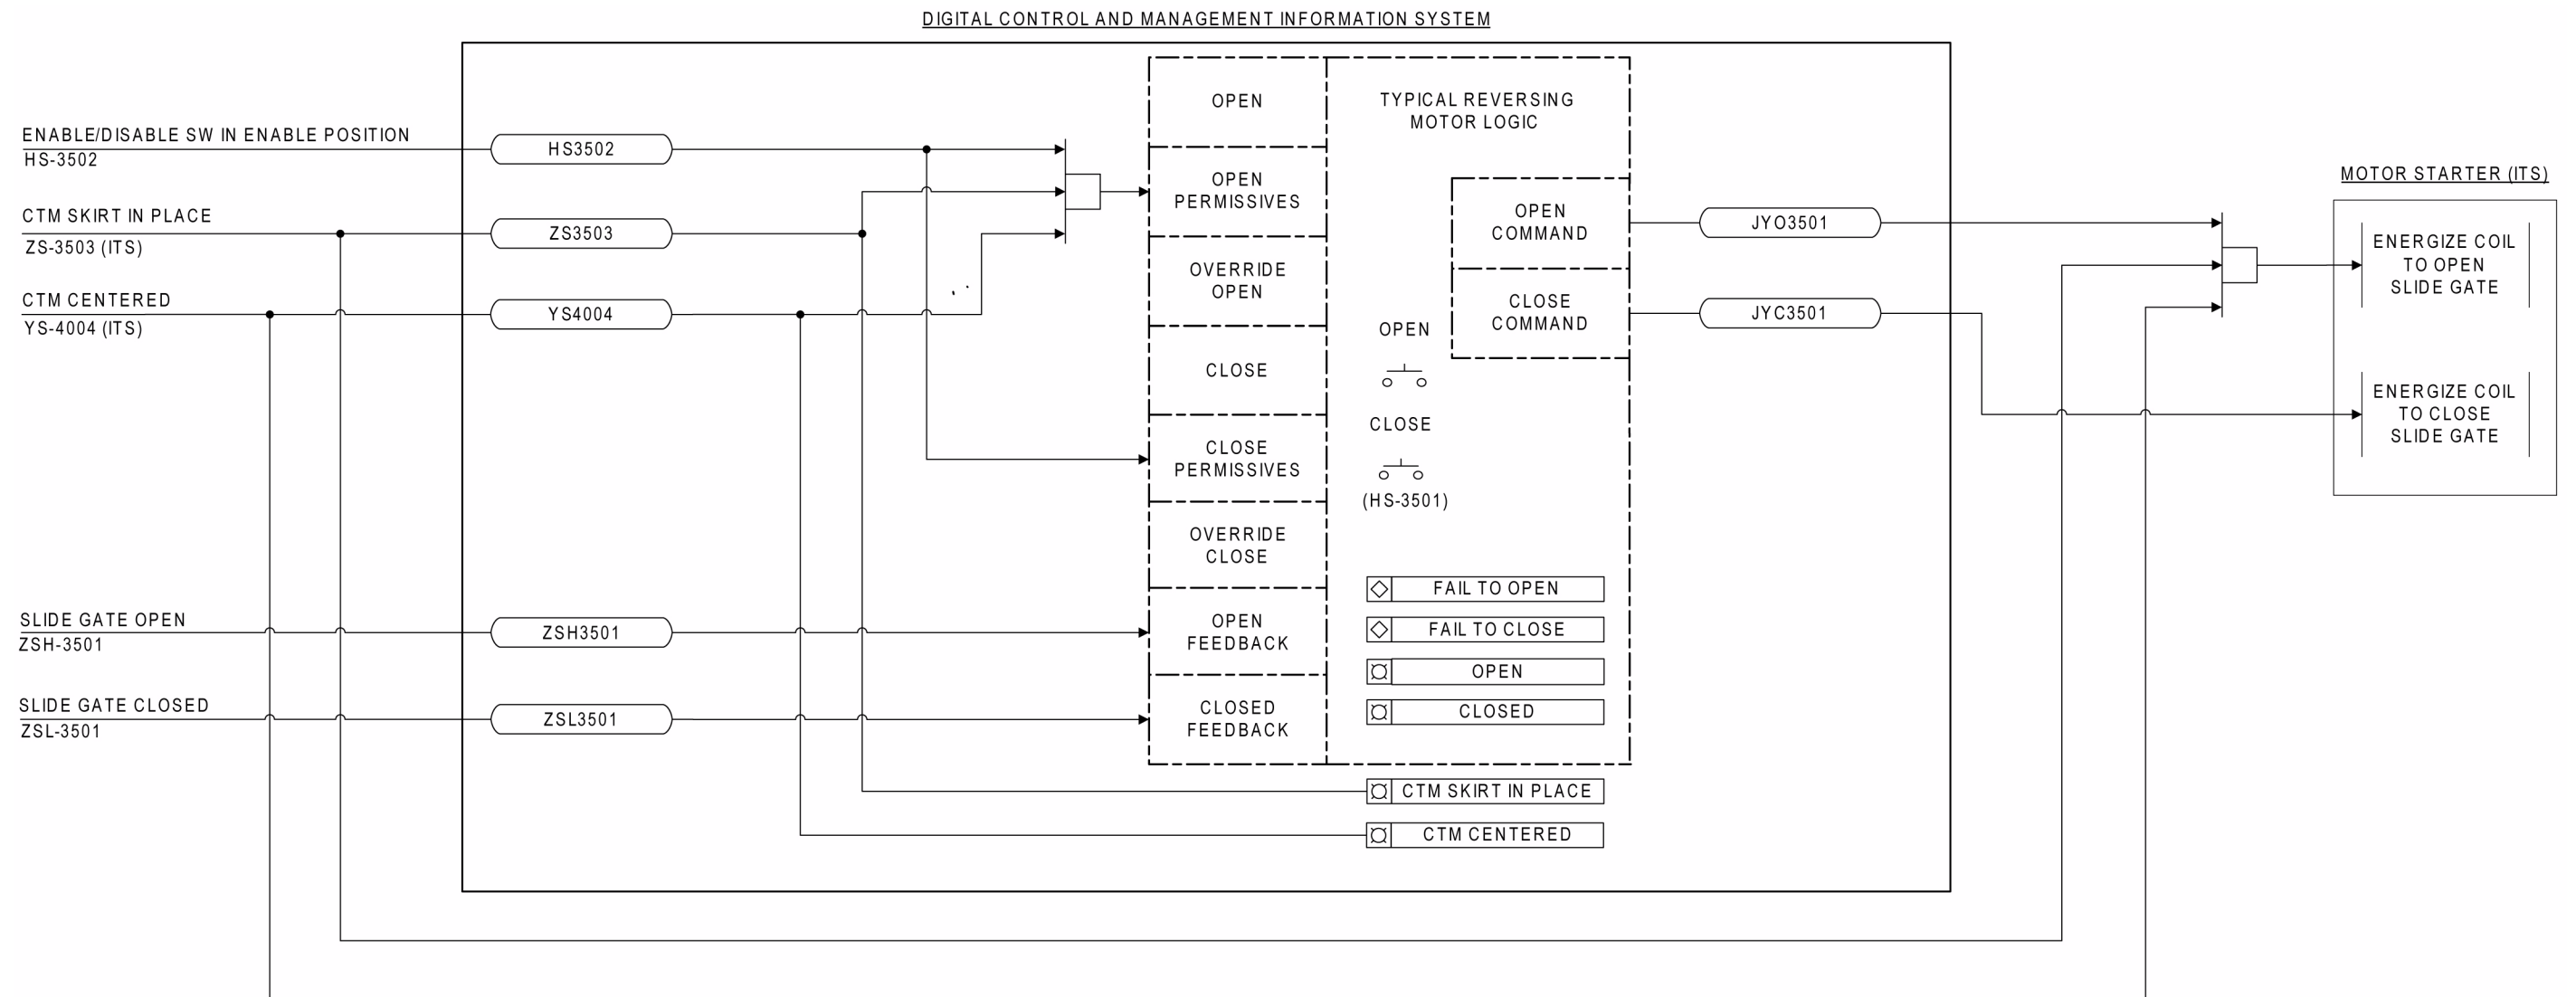 DIGITAL CONTROL AND MANAGEMENT INFORMATION SYSTEM
ENABLE/DISABLE SW IN ENABLE POSITION
HS-3502
HS3502
CTM SKIRT IN PLACE
ZS-3503 (ITS)
ZS3503
CTM CENTERED
YS-4004 (ITS)
YS4004
SLIDE GATE OPEN
ZSH-3501
ZSH3501
SLIDE GATE CLOSED
ZSL-3501
ZSL3501
OPEN
OPEN
PERMISSIVES
OVERRIDE
OPEN
CLOSE
CLOSE
PERMISSIVES
OVERRIDE
CLOSE
OPEN
FEEDBACK
CLOSED
FEEDBACK
TYPICAL REVERSING
MOTOR LOGIC
OPEN
COMMAND
CLOSE
COMMAND
OPEN
CLOSE
(HS-3501)
FAIL TO OPEN
FAIL TO CLOSE
OPEN
CLOSED
CTM SKIRT IN PLACE
CTM CENTERED
JYO3501
JYC3501
MOTOR STARTER (ITS)
ENERGIZE COIL
TO OPEN
SLIDE GATE
ENERGIZE COIL
TO CLOSE
SLIDE GATE